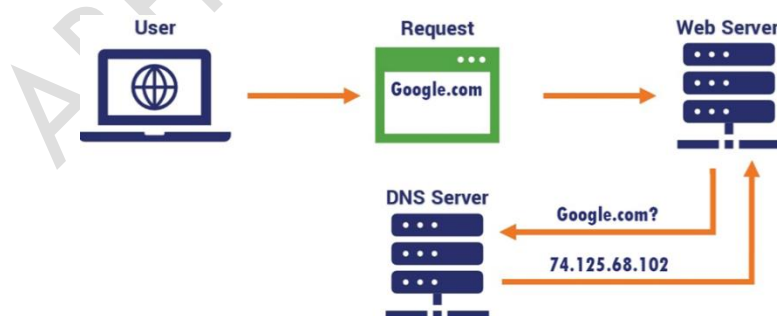 User
Request
Web Server
Google.com
DNS Server
Google.com?
74.125.68.102